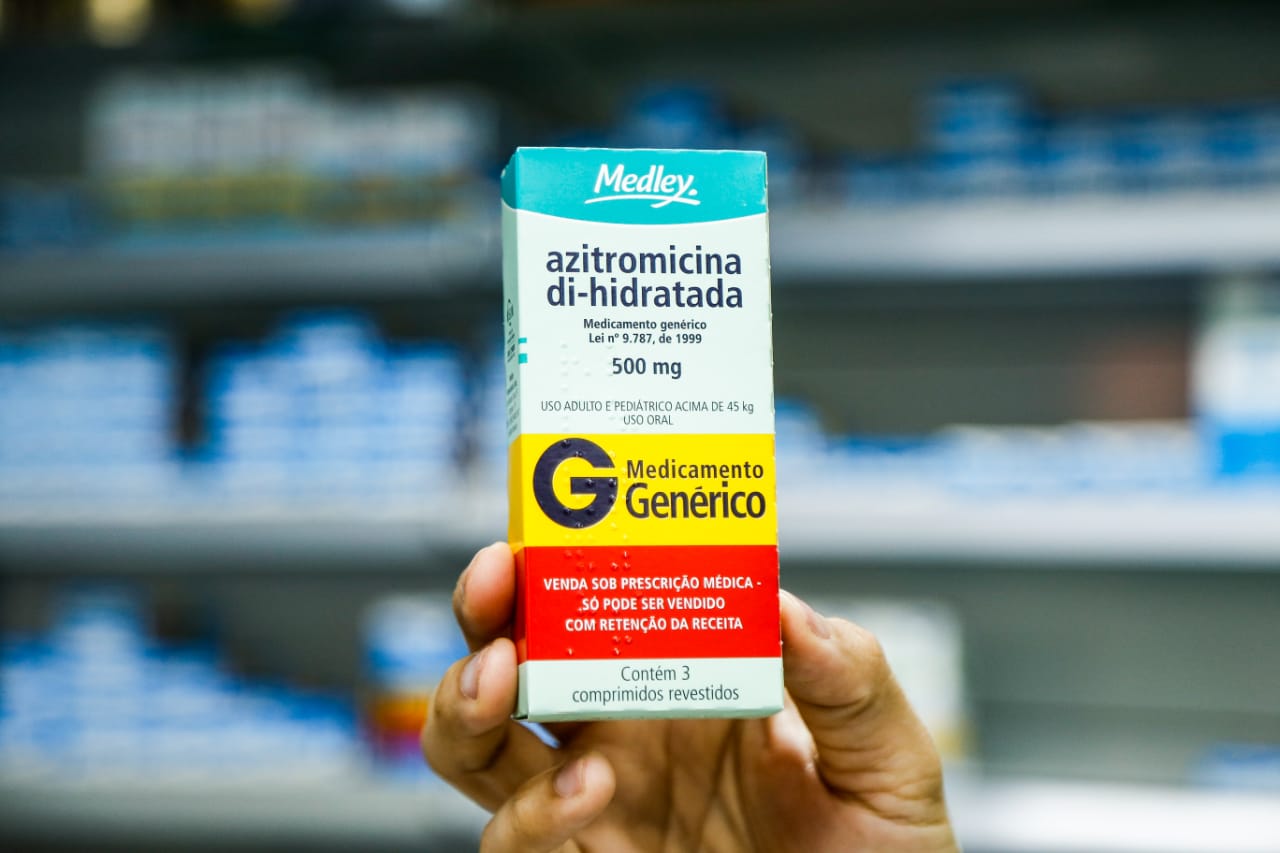 Medley.
azitromicina
di-hidratada
Medicamento genérico
Lei nº 9.787, de 1999
500 mg
USO ADULTO E PEDIÁTRICO ACIMA DE 45 kg
USO ORAL
G
Medicamento
Genérico
VENDA SOB PRESCRIÇÃO MÉDICA -
SÓ PODE SER VENDIDO
COM RETENÇÃO DA RECEITA
Contém 3
comprimidos revestidos